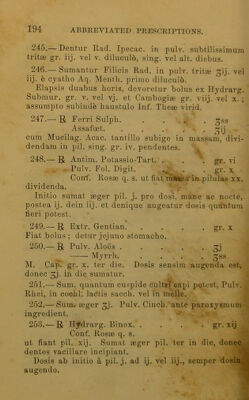 194 ABBREVIATED PRESCRIPTIONS.
245.—Dentur Rad. Ipecac. in pulv. subtilissimum
tritæ gr. iij. vel v. diluculò, sing. vel alt. diebus.
246.—Sumantur Filicis Rad. in pulv. tritæ ʒij. vel
iij. è cyatho Aq. Menth. primo diluculò.
Elapsis duabus horis, devoretur bolus ex Hydrarg.
Submur. gr. v. vel vj. et Cambogiæ gr. viij. vel x. ;
assumpto subindè haustulo Inf. Theæ virid.
247.—℞ Ferri Sulph. . . . ʒss
Assafœt. . . . ʒij
cum Mucilag. Acac. tantillo subige in massam, divi-
dendam in pil. sing. gr. iv. pendentes.
248.—℞ Antim. Potassio-Tart. . . gr. vi
Pulv. Fol. Digit. . . gr. x
Conf. Rosæ q. s. ut fiat massa in pilulas xx.
dividenda.
Initio sumat æger pil. j. pro dosi, mane ac nocte,
postea ij. dein iij. et denique augeatur dosis quantum
fieri potest.
249.—℞ Extr. Gentian. . . . gr. x
Fiat bolus ; detur jejuno stomacho.
250.—℞ Pulv. Aloës . . . ʒj
—— Myrrh. . . . ʒss
M. Cap. gr. x. ter die. Dosis sensim augenda est,
donec ʒj. in die sumatur.
251.—Sum, quantum cuspide cultri capi potest, Pulv.
Rhei, in cochl. lactis sacch. vel in melle.
252.—Sum. æger ʒj. Pulv. Cinch. ante paroxysmum
ingredient.
253.—℞ Hydrarg. Binox. . . . gr. xij
Conf. Rosæ q. s.
ut fiant pil. xij. Sumat æger pil. ter in die, donec
dentes vacillare incipiant.
Dosis ab initio â pil. j. ad ij. vel iij., semper dosin
augendo.